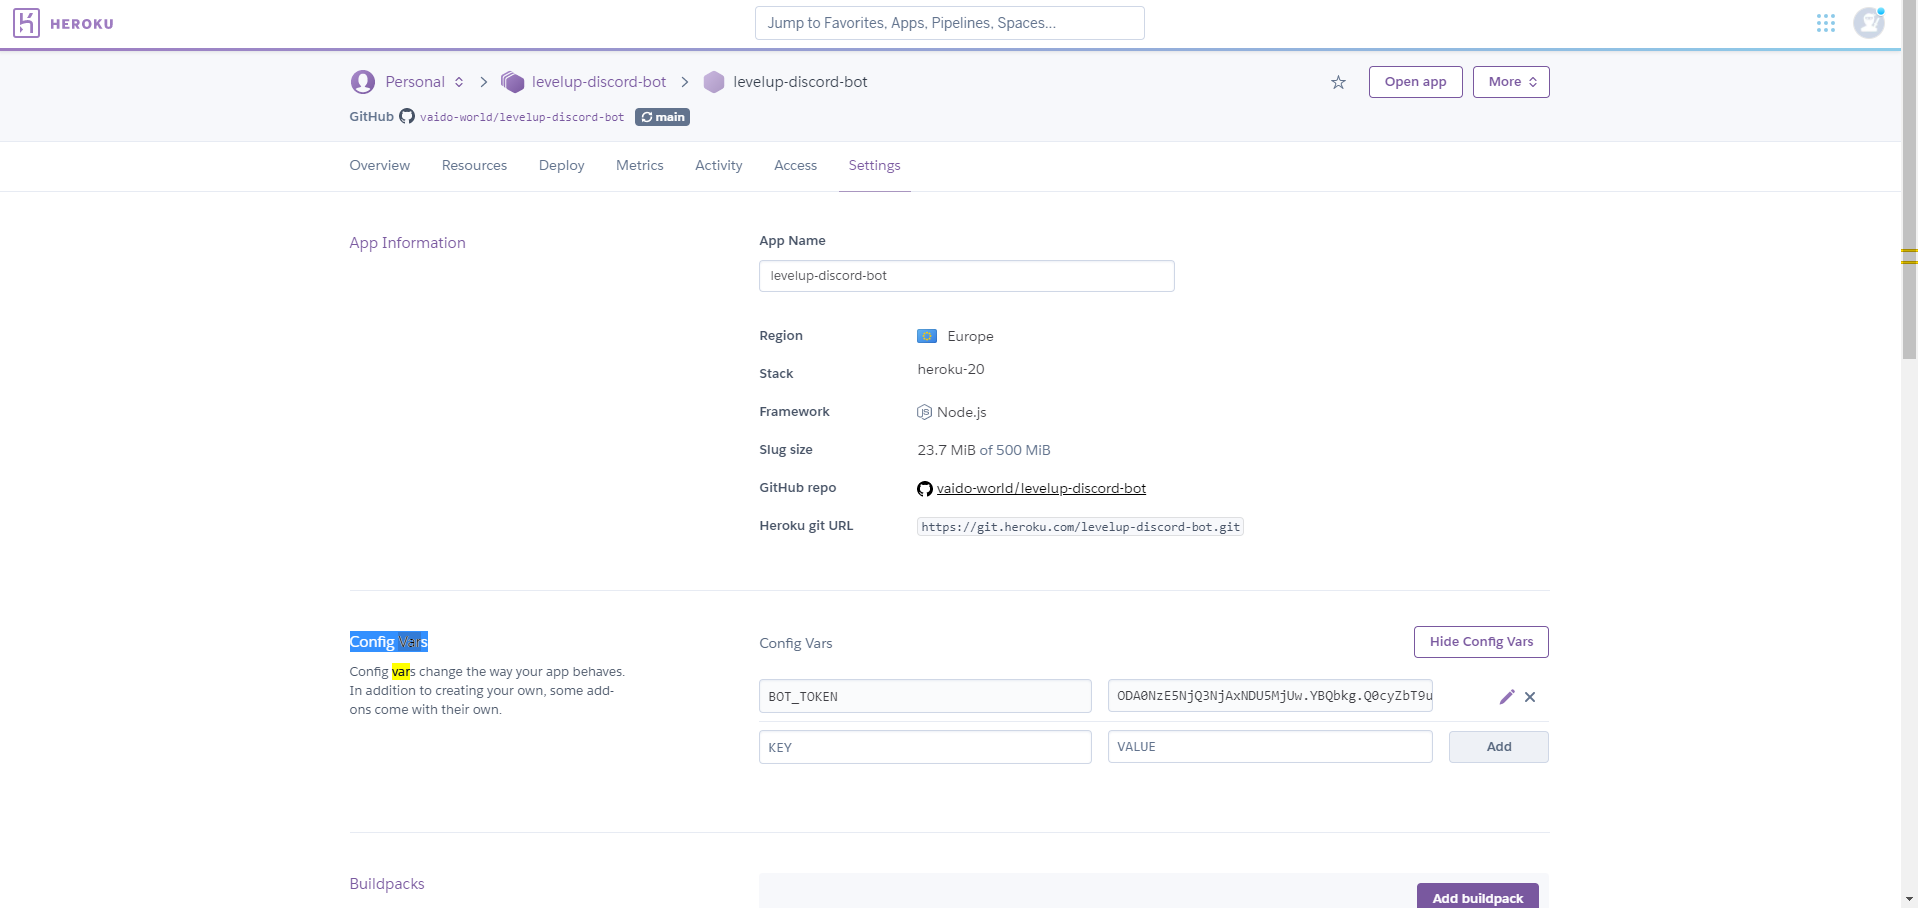 HEROKU
Jump to Favorites, Apps, Pipelines, Spaces...
Personal > levelup-discord-bot > levelup-discord-bot
Open app
More
GitHub vaido-world/levelup-discord-bot main
Overview Resources Deploy Metrics Activity Access Settings
App Information
App Name
levelup-discord-bot
Region Europe
Stack heroku-20
Framework Node.js
Slug size 23.7 MiB of 500 MiB
GitHub repo vaido-world/levelup-discord-bot
Heroku git URL https://git.heroku.com/levelup-discord-bot.git
Config Vars
Config vars change the way your app behaves.
In addition to creating your own, some add-
ons come with their own.
Config Vars
Hide Config Vars
BOT_TOKEN ODA0NzE5NjQ3NjAxNDU5MjUw.YBQbkg.Q0cyZbT9u
KEY VALUE Add
Buildpacks
Add buildpack